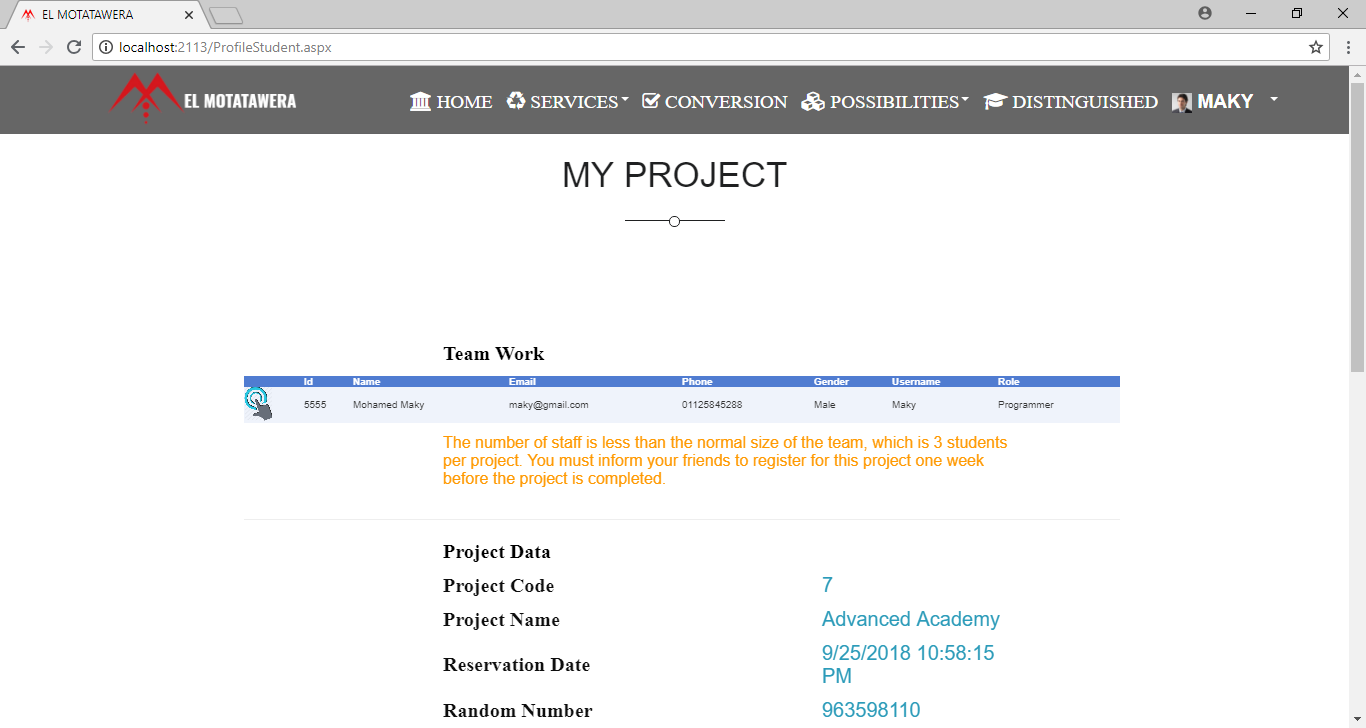 EL MOTATAWERA
localhost:2113/ProfileStudent.aspx
EL MOTATAWERA HOME SERVICES CONVERSION POSSIBILITIES DISTINGUISHED MAKY
MY PROJECT
Team Work
Id Name Email Phone Gender Username Role
5555 Mohamed Maky maky@gmail.com 01125845288 Male Maky Programmer
The number of staff is less than the normal size of the team, which is 3 students
per project. You must inform your friends to register for this project one week
before the project is completed.
Project Data
Project Code 7
Project Name Advanced Academy
Reservation Date 9/25/2018 10:58:15
PM
Random Number 963598110